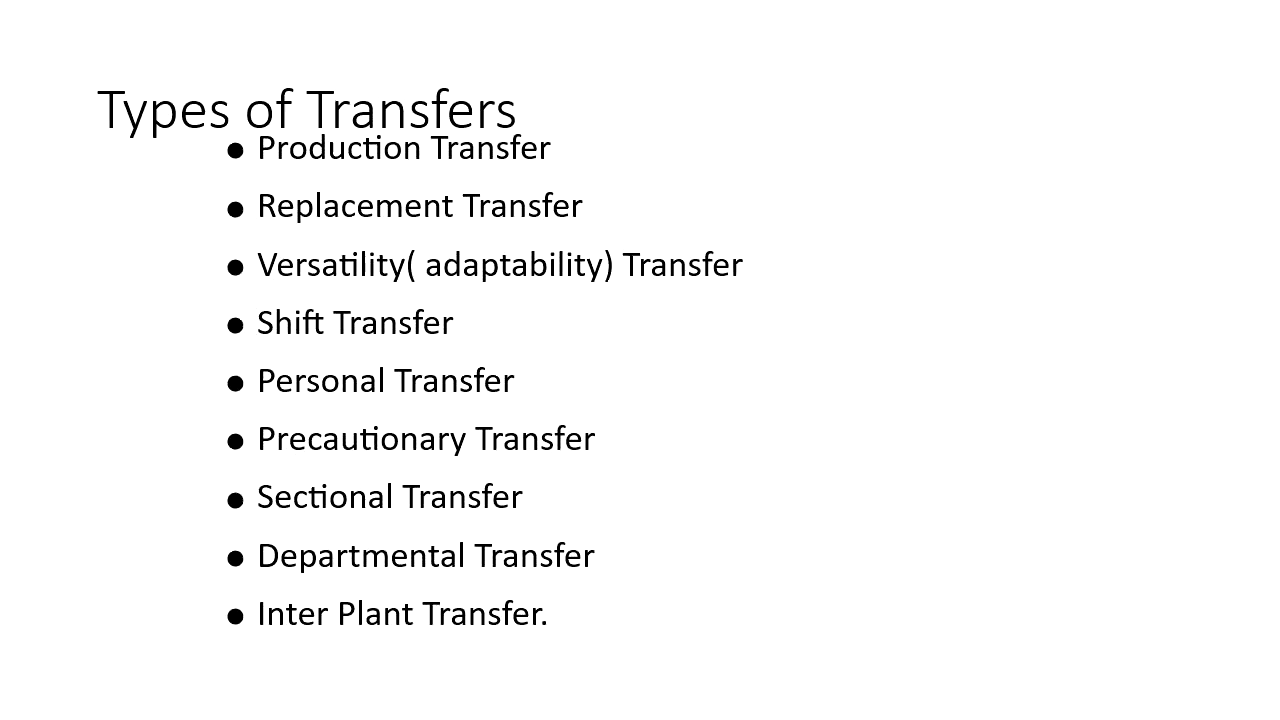 Types of Transfers
● Production Transfer
● Replacement Transfer
● Versatility( adaptability) Transfer
● Shift Transfer
● Personal Transfer
● Precautionary Transfer
● Sectional Transfer
● Departmental Transfer
● Inter Plant Transfer.